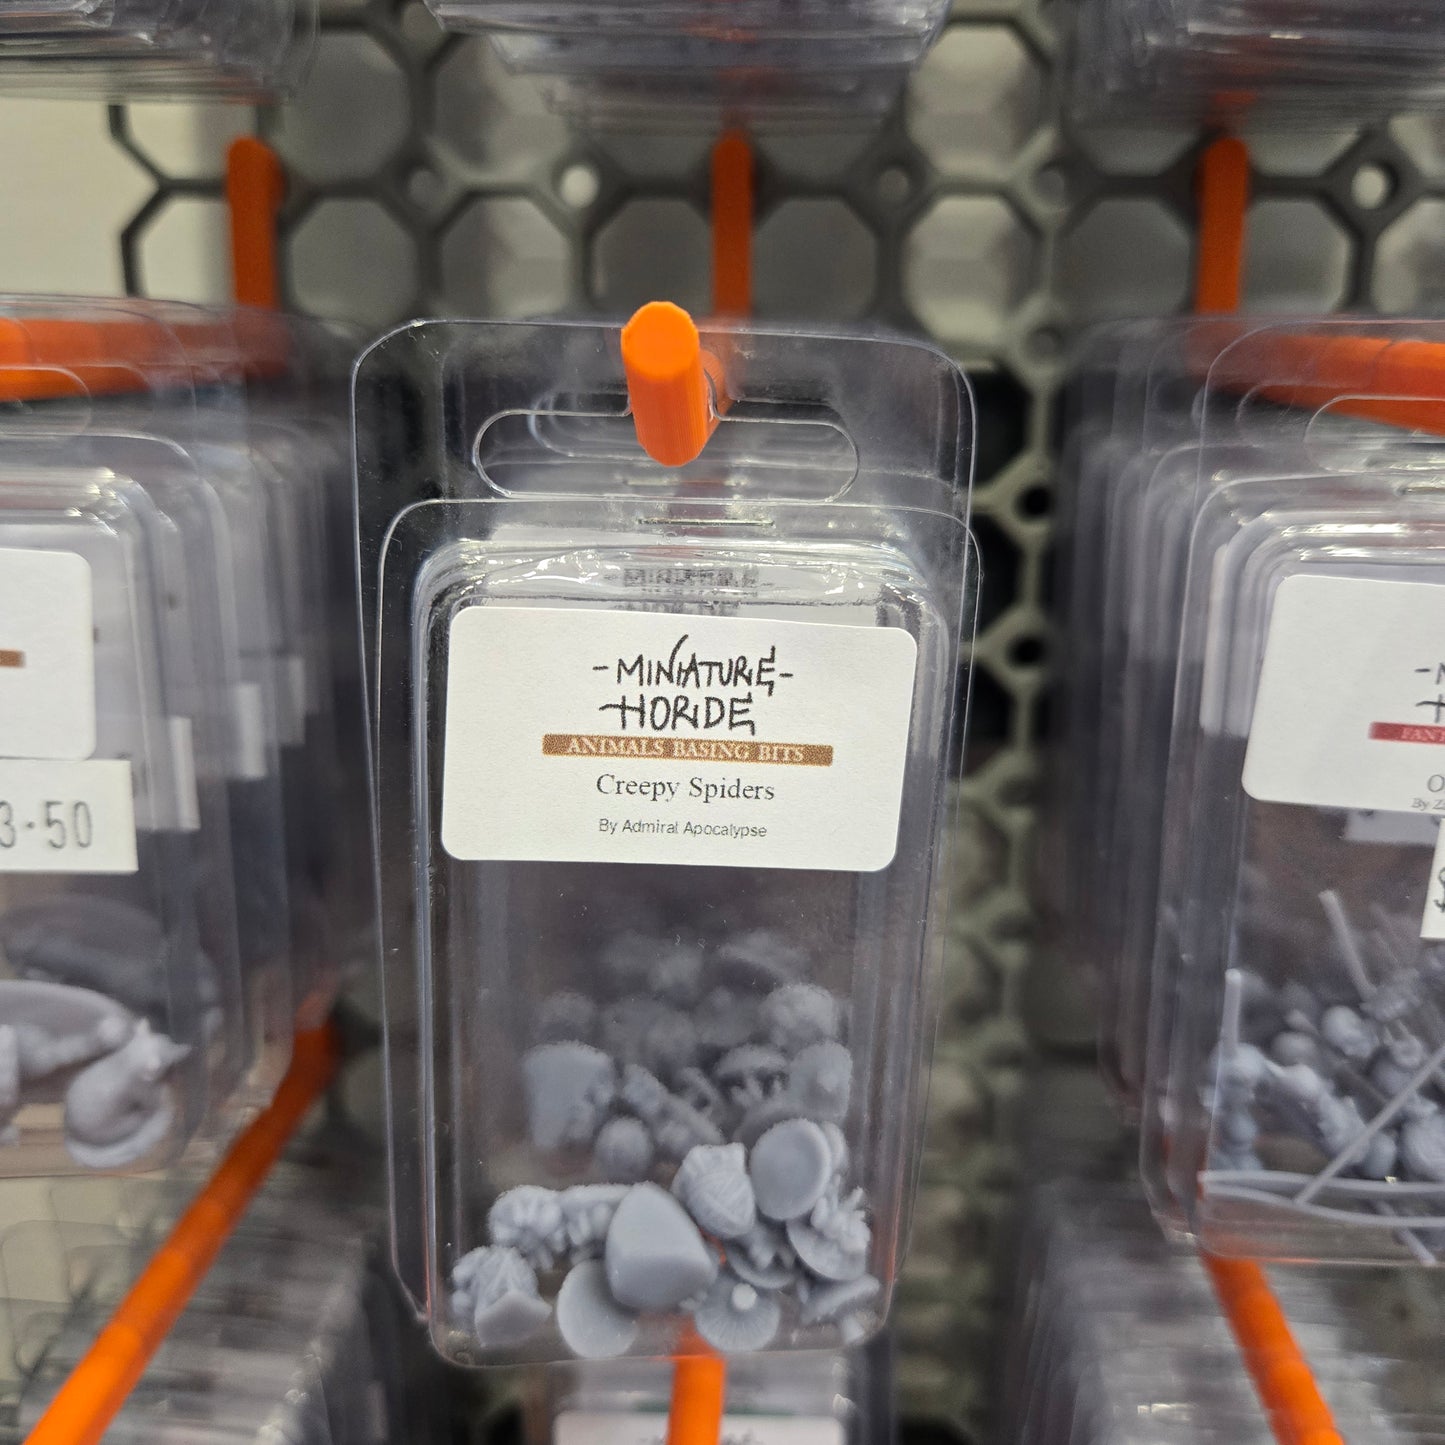 -MINIATURE-
HORDE
ANIMALS BASING BITS
Creepy Spiders
By Admiral Apocalypse
3.50